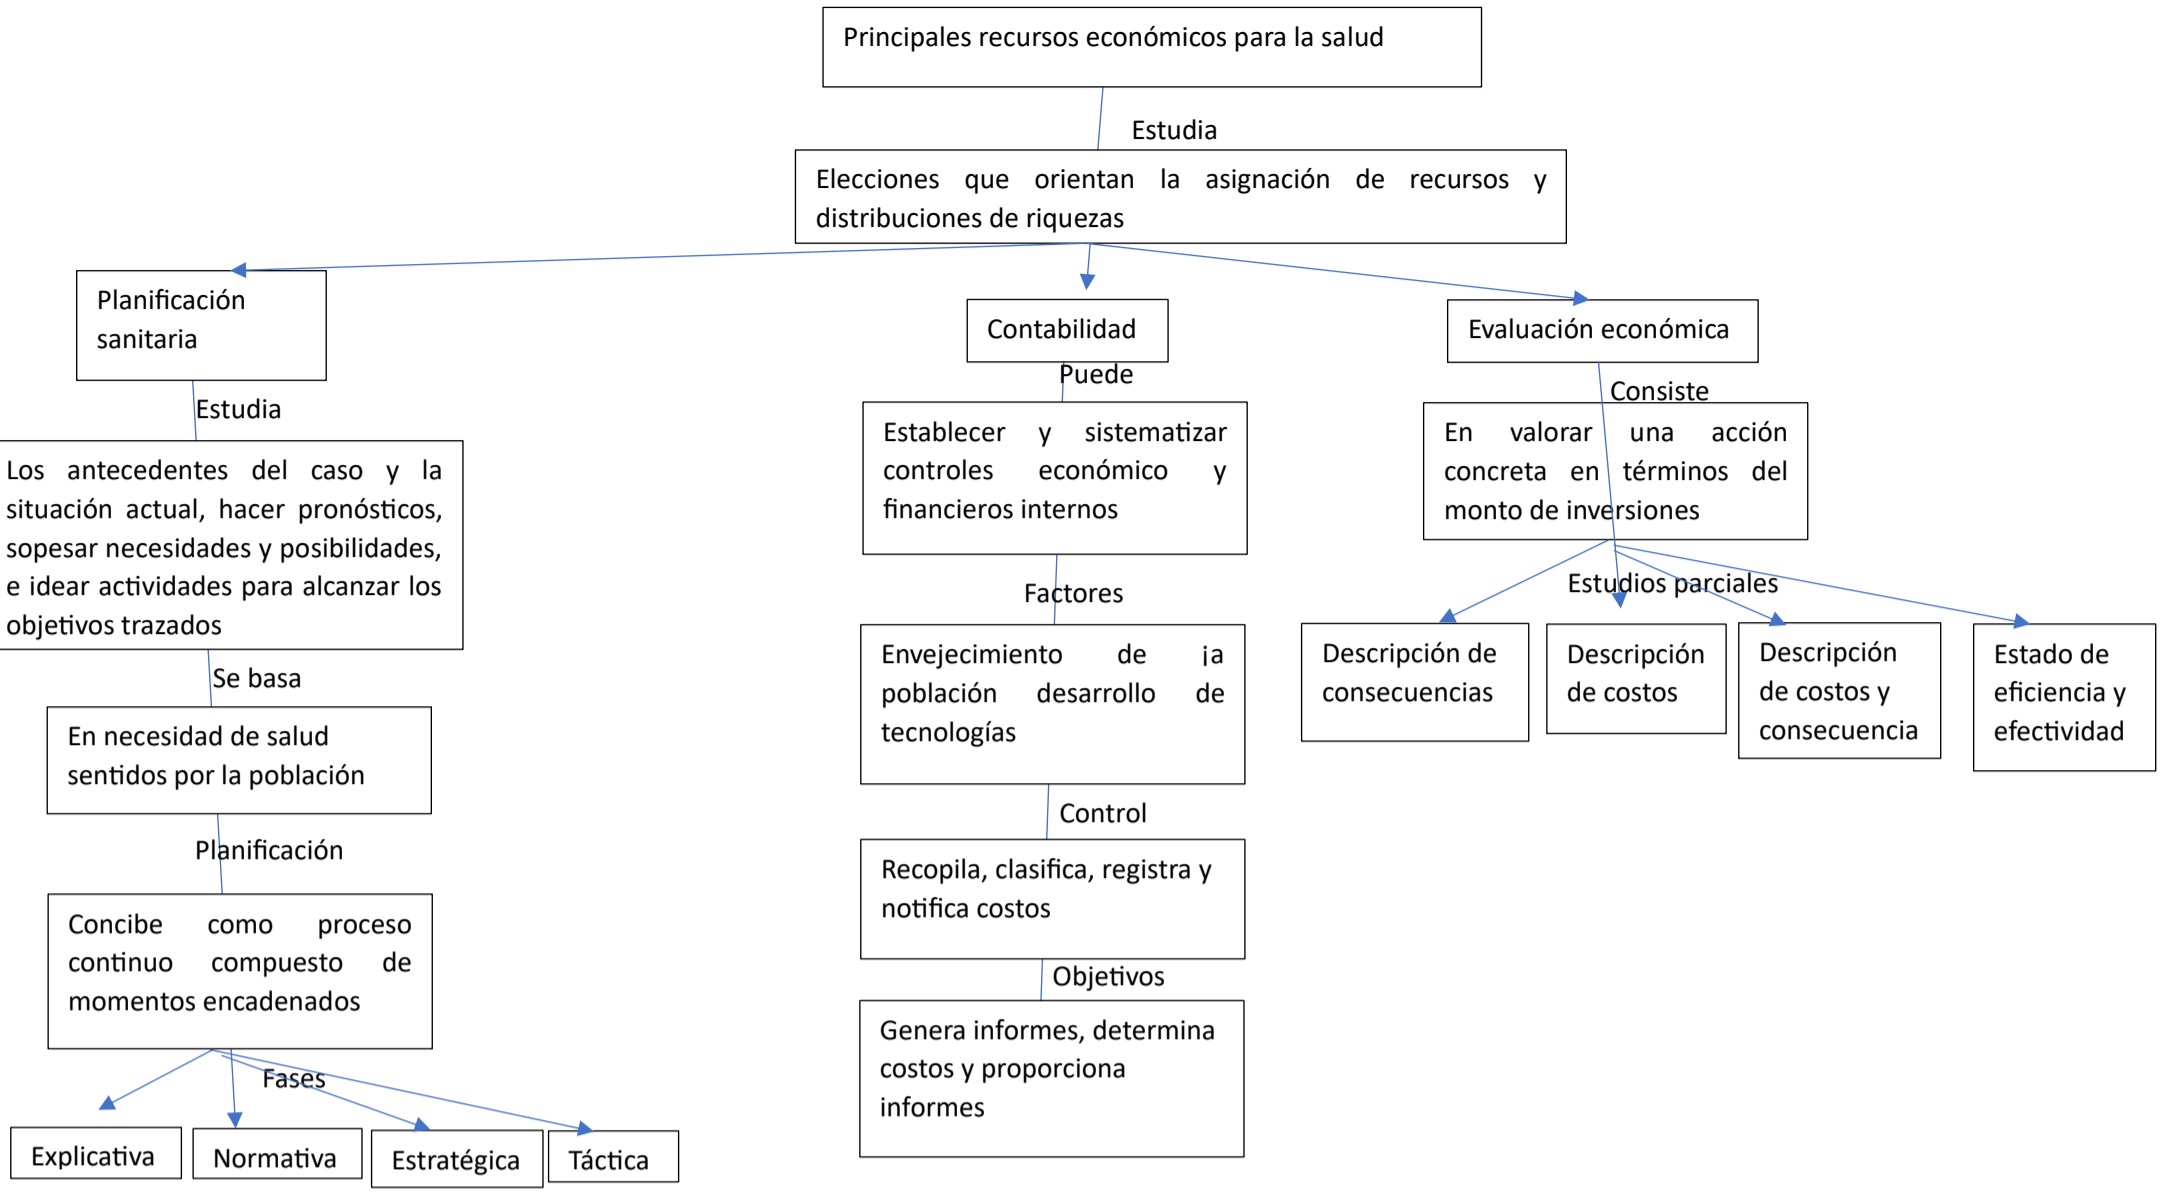 Principales recursos económicos para la salud
Estudia
Elecciones que orientan la asignación de recursos y
distribuciones de riquezas
Planificación
sanitaria
Estudia
Los antecedentes del caso y la
situación actual, hacer pronósticos,
sopesar necesidades y posibilidades,
e idear actividades para alcanzar los
objetivos trazados
Se basa
En necesidad de salud
sentidos por la población
Planificación
Concibe como proceso
continuo compuesto de
momentos encadenados
Fases
Explicativa
Normativa
Estratégica
Táctica
Contabilidad
Puede
Establecer y sistematizar
controles económico y
financieros internos
Factores
Envejecimiento de ¡a
población desarrollo de
tecnologías
Control
Recopila, clasifica, registra y
notifica costos
Objetivos
Genera informes, determina
costos y proporciona
informes
Evaluación económica
Consiste
En valorar una acción
concreta en términos del
monto de inversiones
Estudios parciales
Descripción de
consecuencias
Descripción
de costos
Descripción
de costos y
consecuencia
Estado de
eficiencia y
efectividad